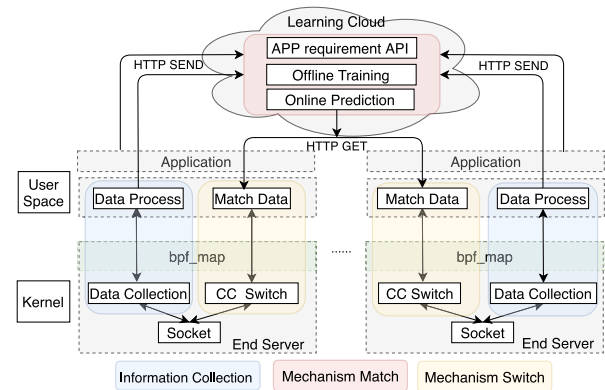 Learning Cloud
APP requirement API
HTTP SEND
HTTP SEND
Offline Training
Online Prediction
HTTP GET
Application
Application
User
Space
Data Process
Match Data
Match Data
Data Process
bpf_map
......
bpf_map
Kernel
Data Collection
CC Switch
CC Switch
Data Collection
Socket
Socket
End Server
End Server
Information Collection
Mechanism Match
Mechanism Switch